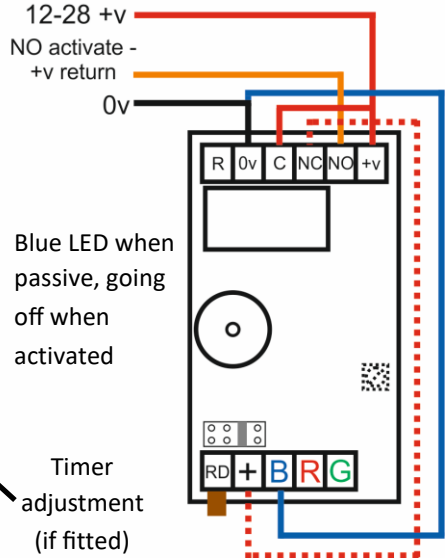 12-28 +v
NO activate -
+v return
0v
R 0v C NC NO +v
Blue LED when
passive, going
off when
activated
RD + B R G
Timer
adjustment
(if fitted)